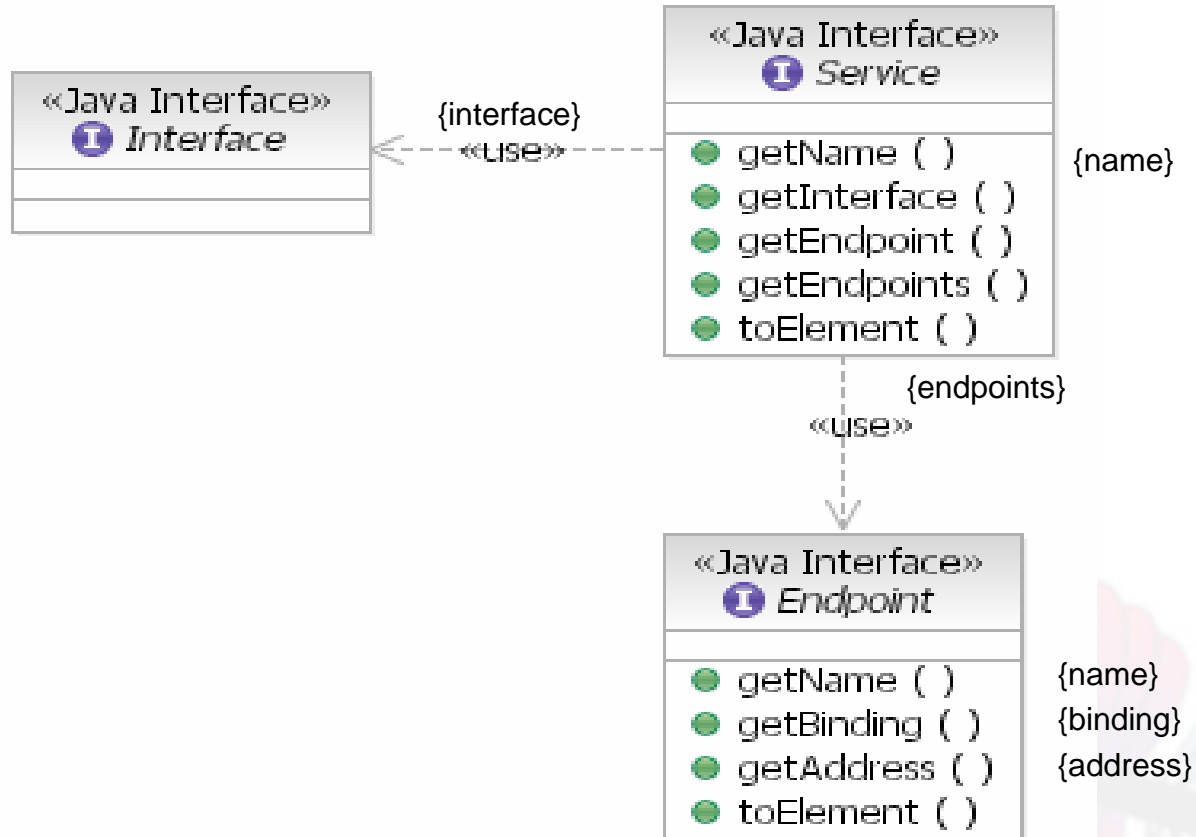 «Java Interface»
I Interface
{interface}
«use»
«Java Interface»
I Service
getName ( )
{name}
getInterface ( )
getEndpoint ( )
getEndpoints ( )
toElement ( )
{endpoints}
«use»
«Java Interface»
I Endpoint
getName ( )
{name}
getBinding ( )
{binding}
getAddress ( )
{address}
toElement ( )